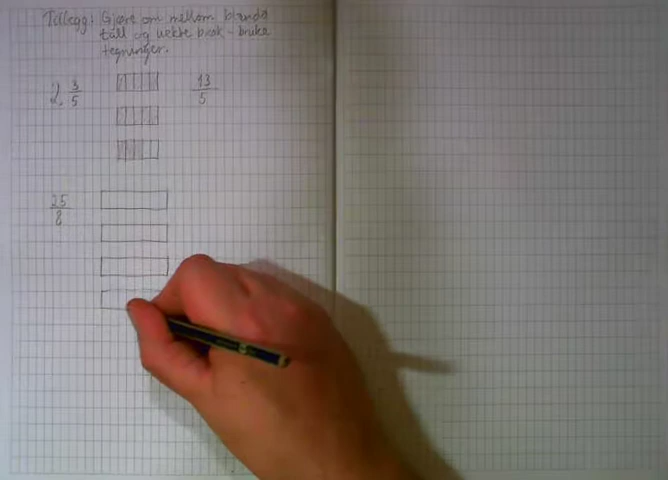 Tillegg: Gjøre om mellom blanda
tall og uekte brøk - bruke
tegninger.
2 3/5
13/5
25/8